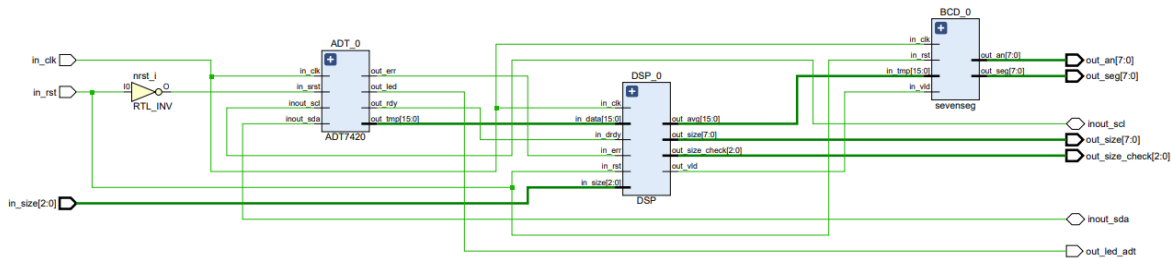 BCD_0
in_clk
in_rst
in_tmp[15:0]
in_vld
out_an[7:0]
out_seg[7:0]
sevenseg
out_an[7:0]
out_seg[7:0]
ADT_0
in_clk
in_srst
inout_scl
inout_sda
out_err
out_led
out_rdy
out_tmp[15:0]
ADT7420
in_clk
in_rst
nrst_i
I0
O
RTL_INV
DSP_0
in_clk
in_data[15:0]
in_drdy
in_err
in_rst
in_size[2:0]
out_avg[15:0]
out_size[7:0]
out_size_check[2:0]
out_vld
DSP
inout_scl
out_size[7:0]
out_size_check[2:0]
in_size[2:0]
inout_sda
out_led_adt